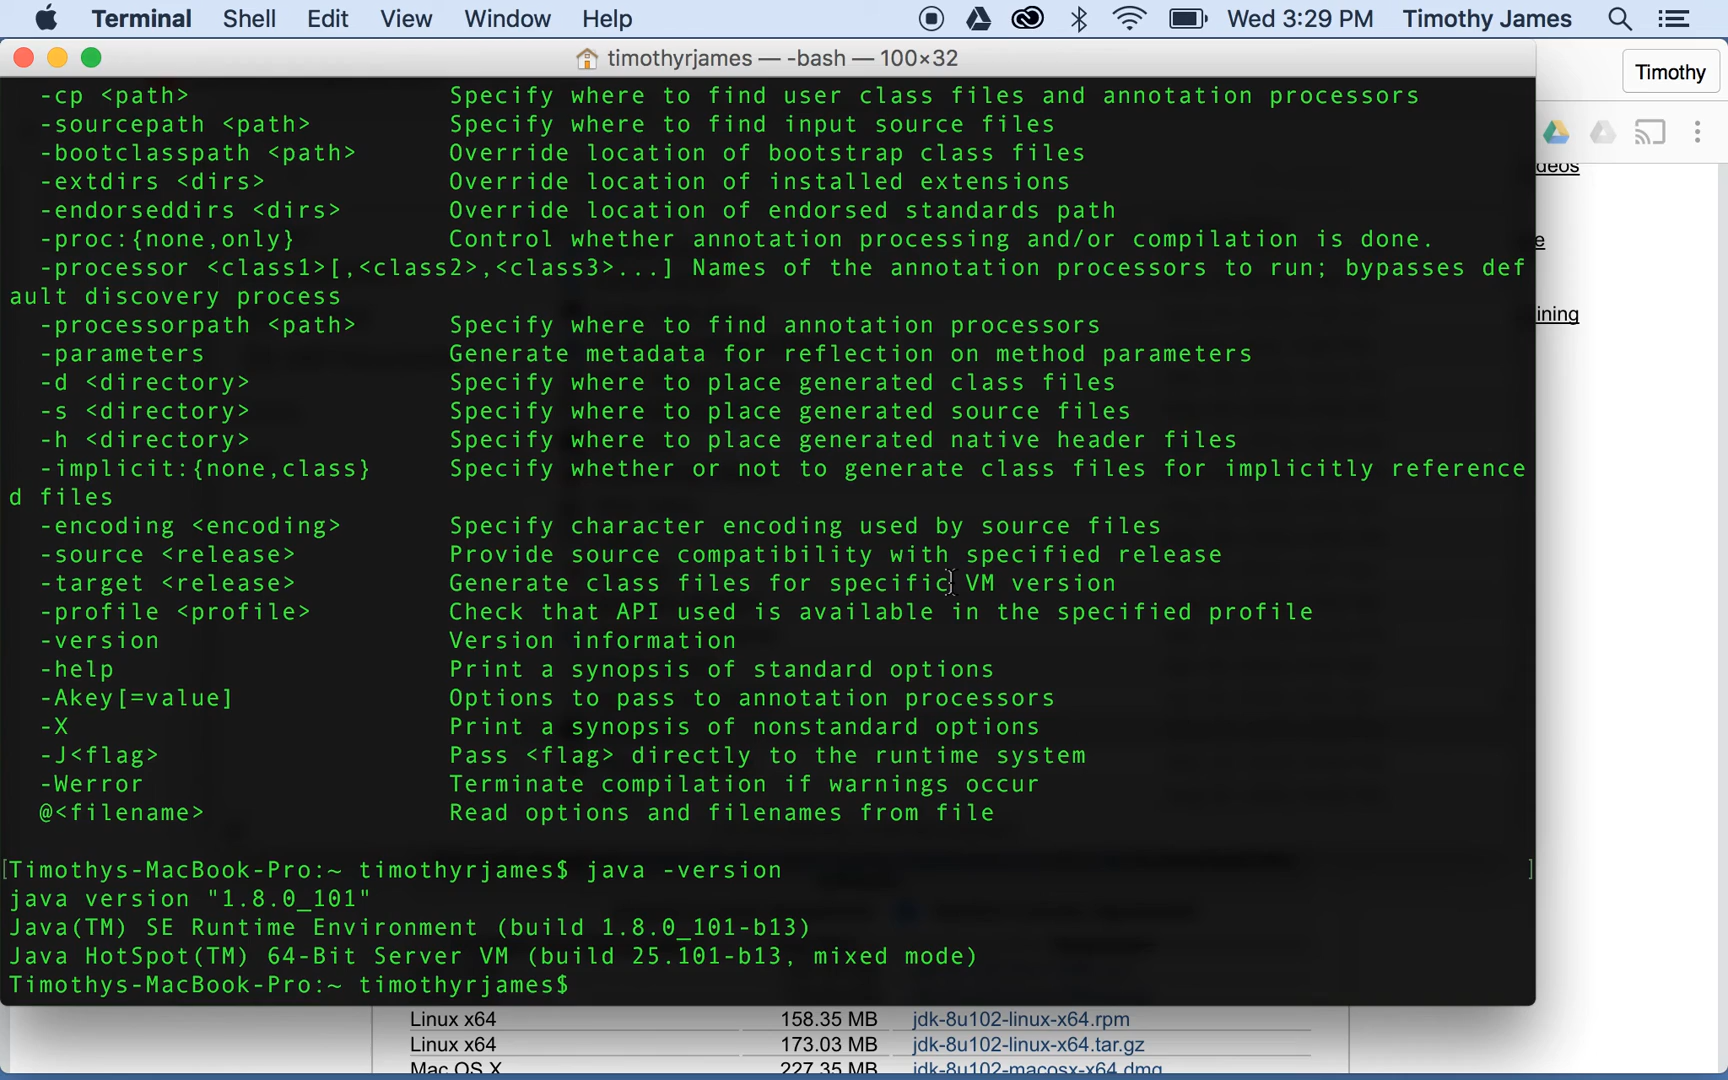 Terminal Shell Edit View Window Help Wed 3:29 PM Timothy James
timothyrjames — -bash — 100×32
Timothy
-cp <path> Specify where to find user class files and annotation processors
-sourcepath <path> Specify where to find input source files
-bootclasspath <path> Override location of bootstrap class files
deos
-extdirs <dirs> Override location of installed extensions
-endorseddirs <dirs> Override location of endorsed standards path
-proc:{none,only} Control whether annotation processing and/or compilation is done.
e
-processor <class1>[,<class2>,<class3>...] Names of the annotation processors to run; bypasses def
ault discovery process
ining
-processorpath <path> Specify where to find annotation processors
-parameters Generate metadata for reflection on method parameters
-d <directory> Specify where to place generated class files
-s <directory> Specify where to place generated source files
-h <directory> Specify where to place generated native header files
-implicit:{none,class} Specify whether or not to generate class files for implicitly reference
d files
-encoding <encoding> Specify character encoding used by source files
-source <release> Provide source compatibility with specified release
-target <release> Generate class files for specific VM version
-profile <profile> Check that API used is available in the specified profile
-version Version information
-help Print a synopsis of standard options
-Akey[=value] Options to pass to annotation processors
-X Print a synopsis of nonstandard options
-J<flag> Pass <flag> directly to the runtime system
-Werror Terminate compilation if warnings occur
@<filename> Read options and filenames from file
[Timothys-MacBook-Pro:~ timothyrjames$ java -version ]
java version "1.8.0_101"
Java(TM) SE Runtime Environment (build 1.8.0_101-b13)
Java HotSpot(TM) 64-Bit Server VM (build 25.101-b13, mixed mode)
Timothys-MacBook-Pro:~ timothyrjames$
Linux x64 158.35 MB jdk-8u102-linux-x64.rpm
Linux x64 173.03 MB jdk-8u102-linux-x64.tar.gz
Mac OS X 227.35 MB jdk-8u102-macosx-x64.dmg